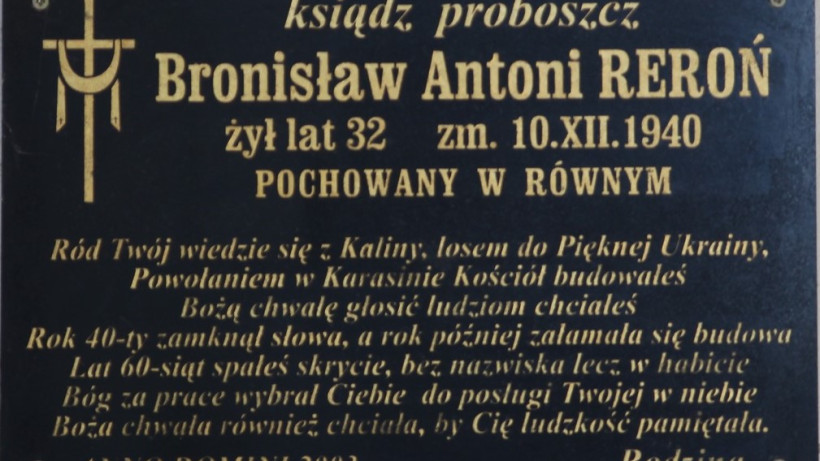 ksiądz proboszcz
Bronisław Antoni REROŃ
żył lat 32 zm. 10.XII.1940
POCHOWANY W RÓWNYM
Ród Twój wiedzie się z Kaliny, losem do Pięknej Ukrainy,
Powołaniem w Karasinie Kościół budowałeś
Bożą chwałę głosić ludziom chciałeś
Rok 40-ty zamknął słowa, a rok później załamała się budowa
Lat 60-siąt spałeś skrycie, bez nazwiska lecz w habicie
Bóg za prace wybrał Ciebie do posługi Twojej w niebie
Boża chwała również chciała, by Cię ludzkość pamiętała.
ANNO DOMINI Rodzina